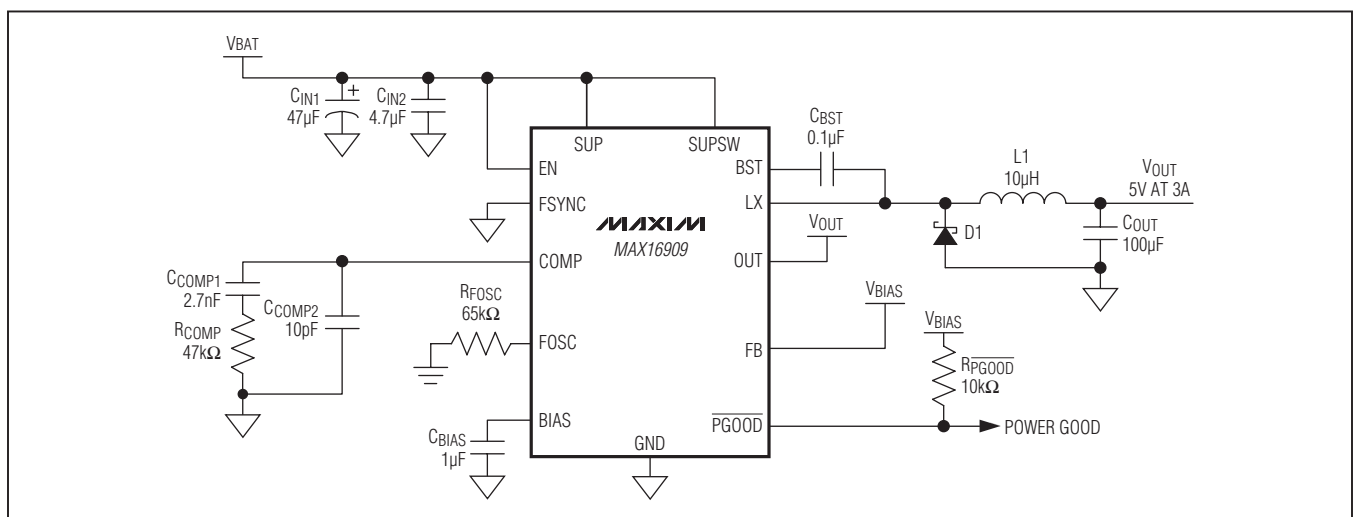 VBAT
CIN1
47µF
+
CIN2
4.7µF
SUP
SUPSW
EN
FSYNC
COMP
FOSC
BIAS
GND
BST
LX
OUT
FB
PGOOD
MAXIM
MAX16909
CBST
0.1µF
L1
10µH
VOUT
5V AT 3A
D1
COUT
100µF
VOUT
VBIAS
VBIAS
RPGOOD
10kΩ
POWER GOOD
CCOMP1
2.7nF
RCOMP
47kΩ
CCOMP2
10pF
RFOSC
65kΩ
CBIAS
1µF